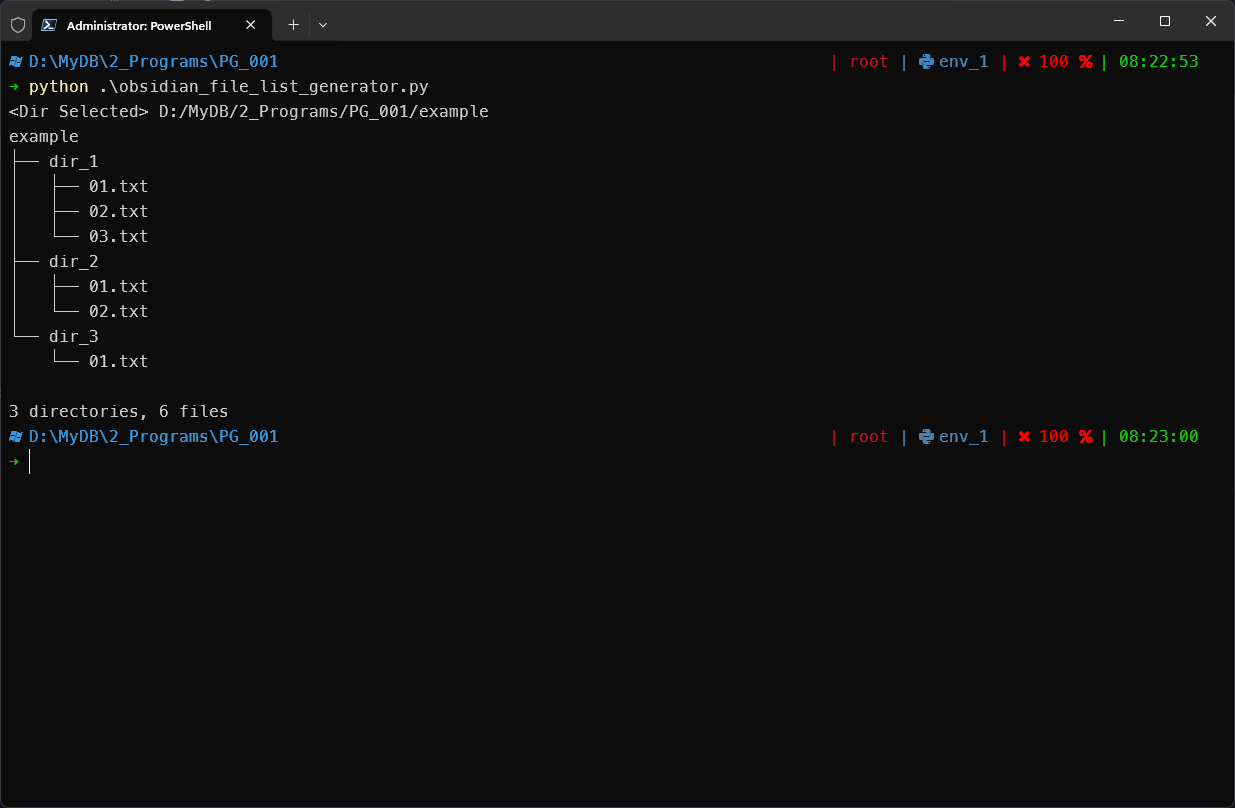 Administrator: PowerShell
D:\MyDB\2_Programs\PG_001 | root | env_1 | ✖ 100 % | 08:22:53
➜ python .\obsidian_file_list_generator.py
<Dir Selected> D:/MyDB/2_Programs/PG_001/example
example
├── dir_1
│   ├── 01.txt
│   ├── 02.txt
│   └── 03.txt
├── dir_2
│   ├── 01.txt
│   └── 02.txt
└── dir_3
    └── 01.txt
3 directories, 6 files
D:\MyDB\2_Programs\PG_001 | root | env_1 | ✖ 100 % | 08:23:00
➜